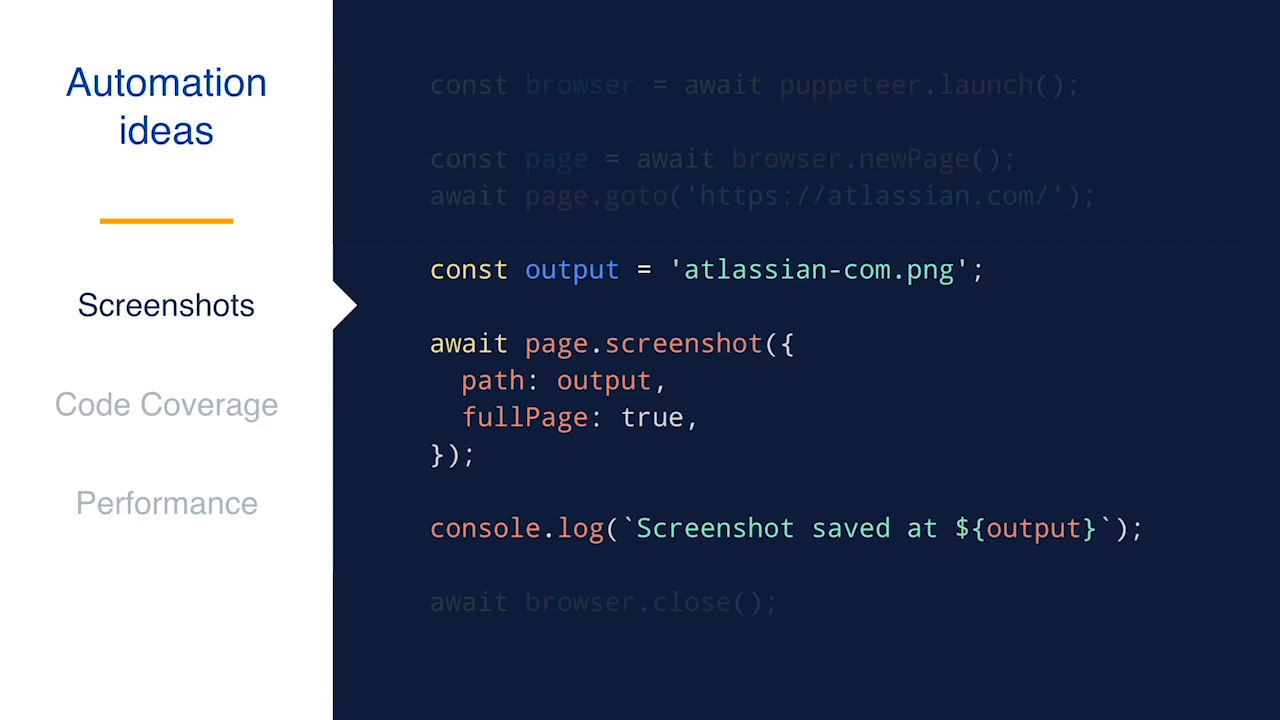 Automation
ideas
Screenshots
Code Coverage
Performance
const browser = await puppeteer.launch();
const page = await browser.newPage();
await page.goto('https://atlassian.com/');
const output = 'atlassian-com.png';
await page.screenshot({
  path: output,
  fullPage: true,
});
console.log(`Screenshot saved at ${output}`);
await browser.close();